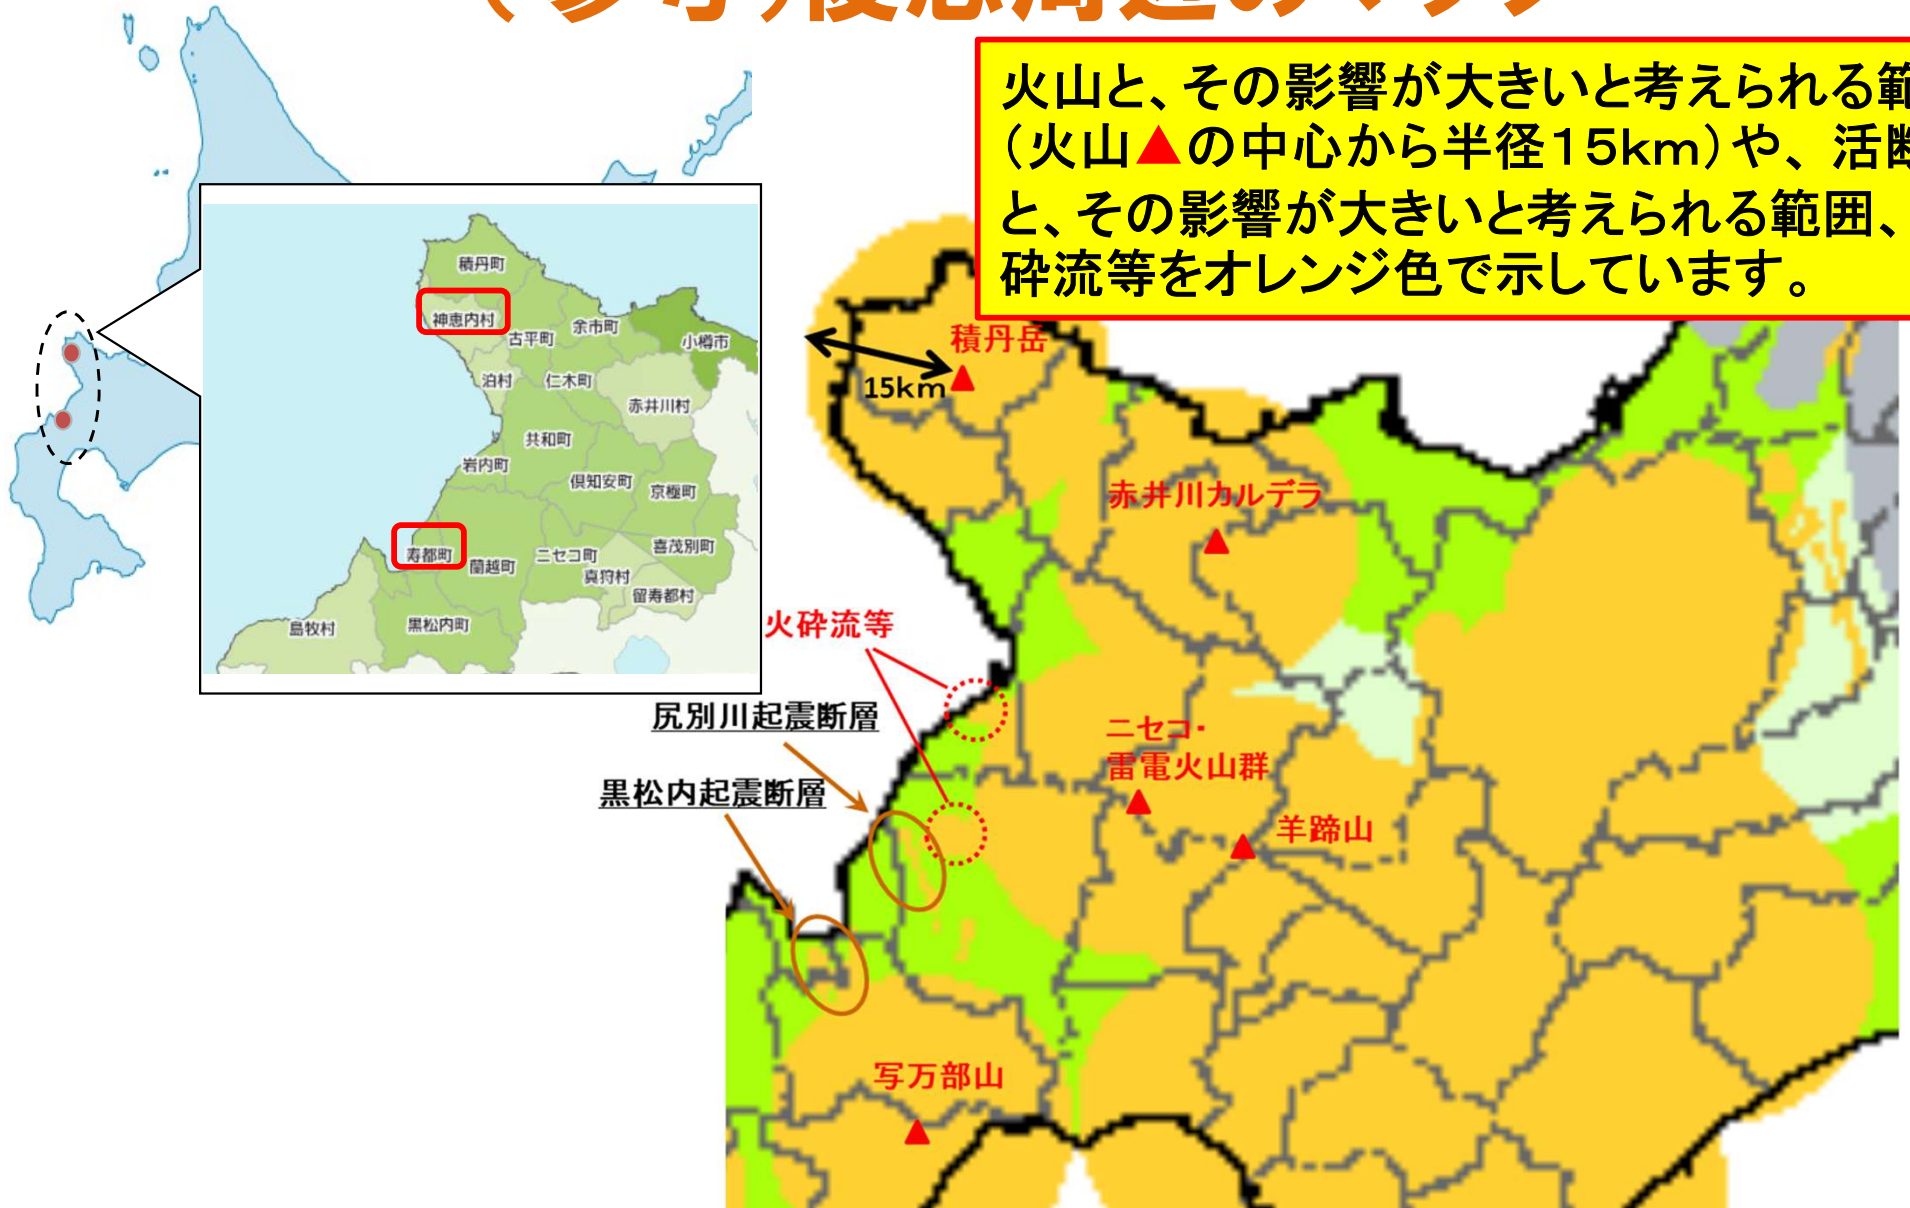 火山と、その影響が大きいと考えられる範
（火山▲の中心から半径15km）や、活断
と、その影響が大きいと考えられる範囲、
砕流等をオレンジ色で示しています。
積丹町
神恵内村
古平町
余市町
小樽市
泊村
仁木町
赤井川村
共和町
岩内町
倶知安町
京極町
寿都町
蘭越町
ニセコ町
真狩村
喜茂別町
留寿都村
島牧村
黒松内町
積丹岳
15km
赤井川カルデラ
火砕流等
尻別川起震断層
黒松内起震断層
ニセコ・
雷電火山群
羊蹄山
写万部山